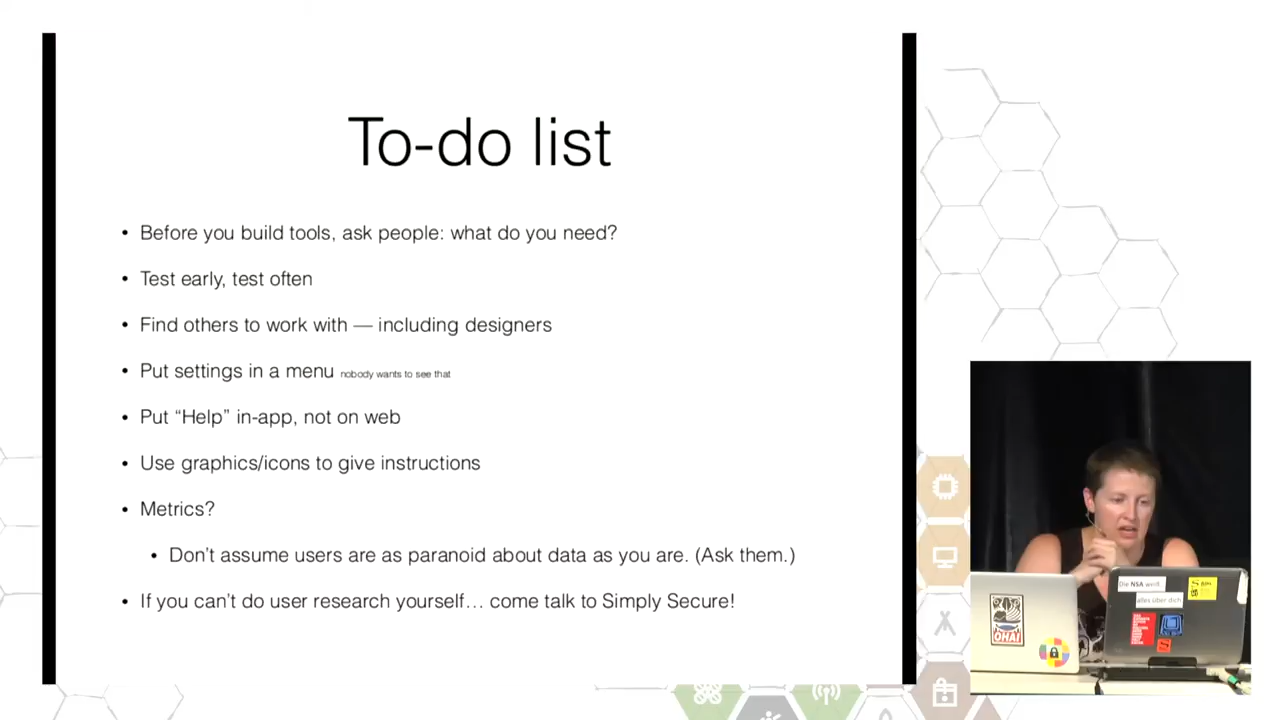 To-do list
• Before you build tools, ask people: what do you need?
• Test early, test often
• Find others to work with — including designers
• Put settings in a menu nobody wants to see that
• Put “Help” in-app, not on web
• Use graphics/icons to give instructions
• Metrics?
• Don’t assume users are as paranoid about data as you are. (Ask them.)
• If you can’t do user research yourself… come talk to Simply Secure!
Die NSA weiß
alles über dich
OHAI